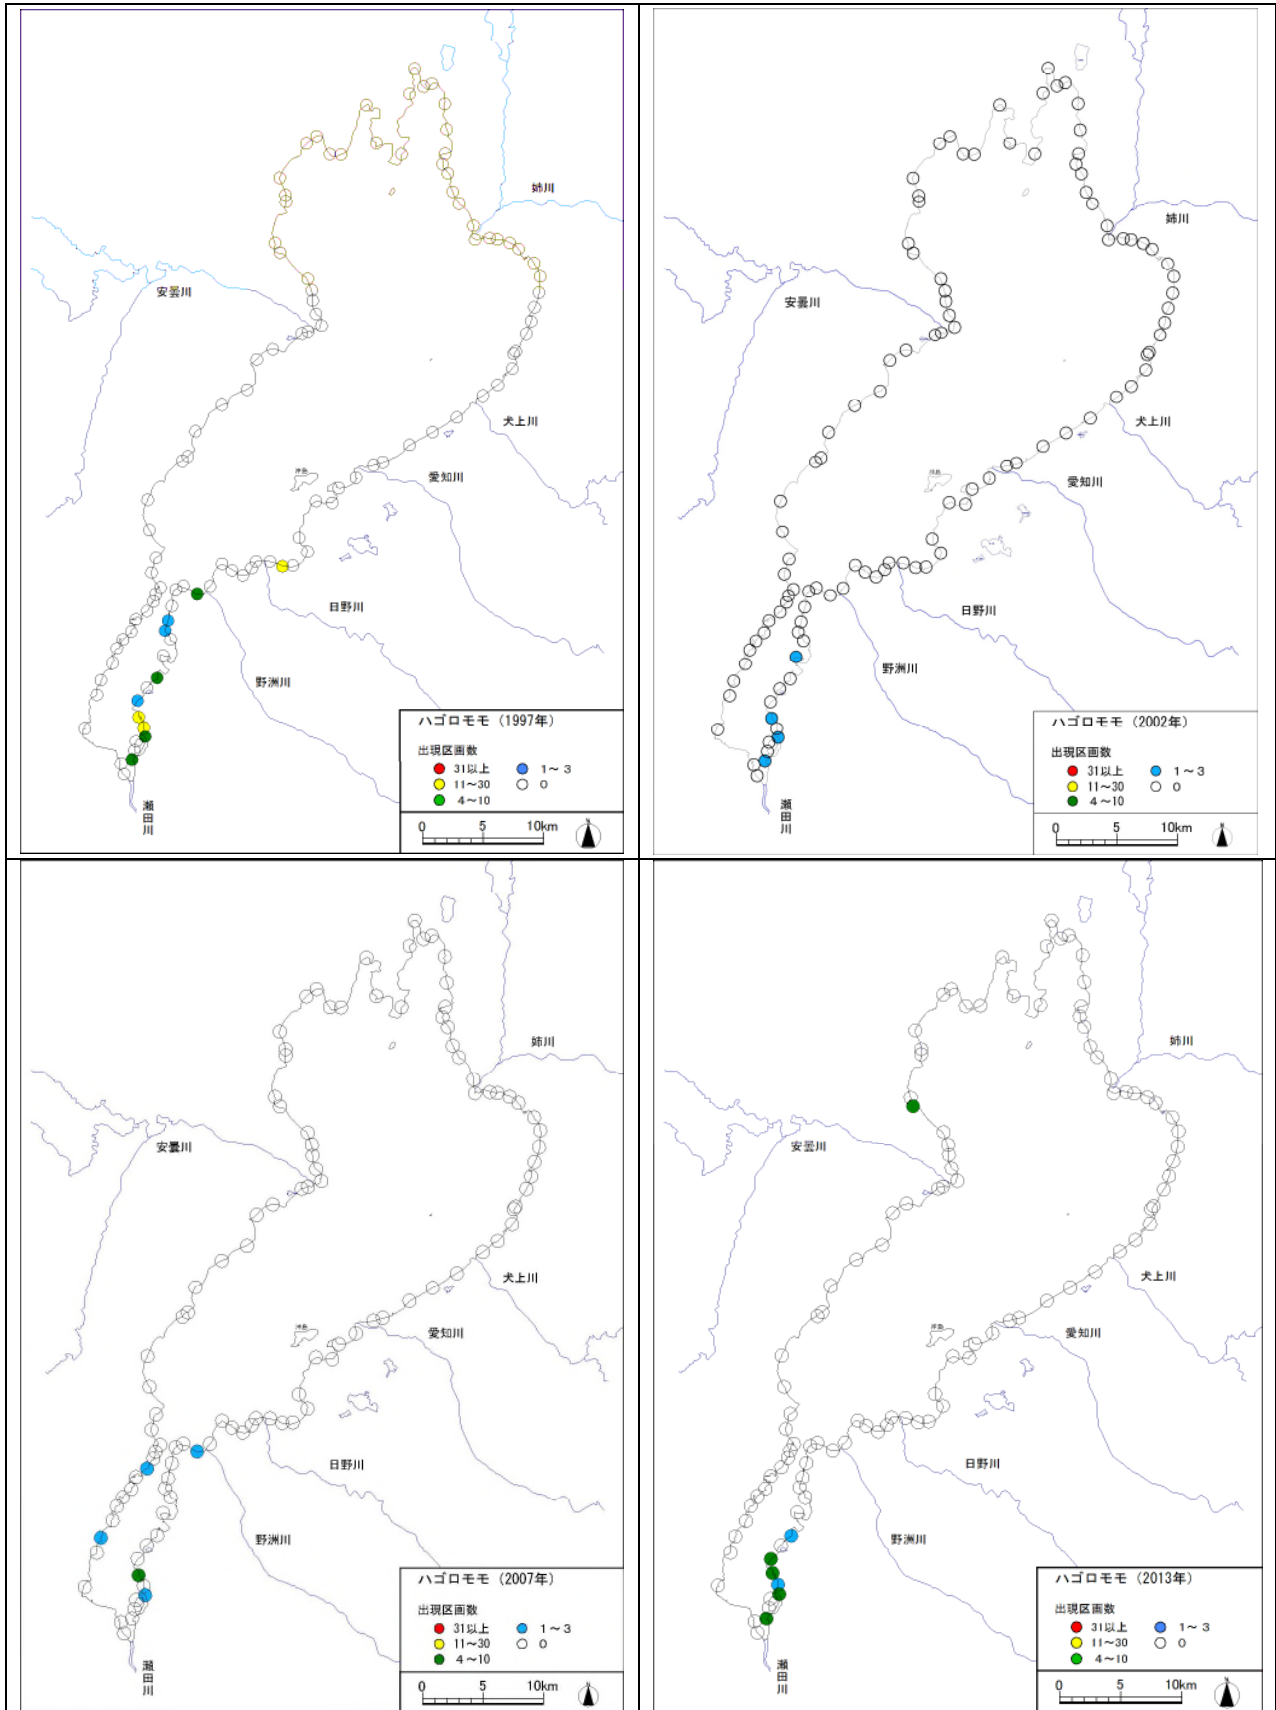 姉川
安曇川
犬上川
愛知川
沖島
日野川
野洲川
瀬田川
ハゴロモモ（1997年）
出現区画数
31以上 1～3
11～30 0
4～10
0 5 10km
N
姉川
安曇川
犬上川
愛知川
沖島
日野川
野洲川
瀬田川
ハゴロモモ（2002年）
出現区画数
31以上 1～3
11～30 0
4～10
0 5 10km
N
姉川
安曇川
犬上川
愛知川
沖島
日野川
野洲川
瀬田川
ハゴロモモ（2007年）
出現区画数
31以上 1～3
11～30 0
4～10
0 5 10km
N
姉川
安曇川
犬上川
愛知川
沖島
日野川
野洲川
瀬田川
ハゴロモモ（2013年）
出現区画数
31以上 1～3
11～30 0
4～10
0 5 10km
N